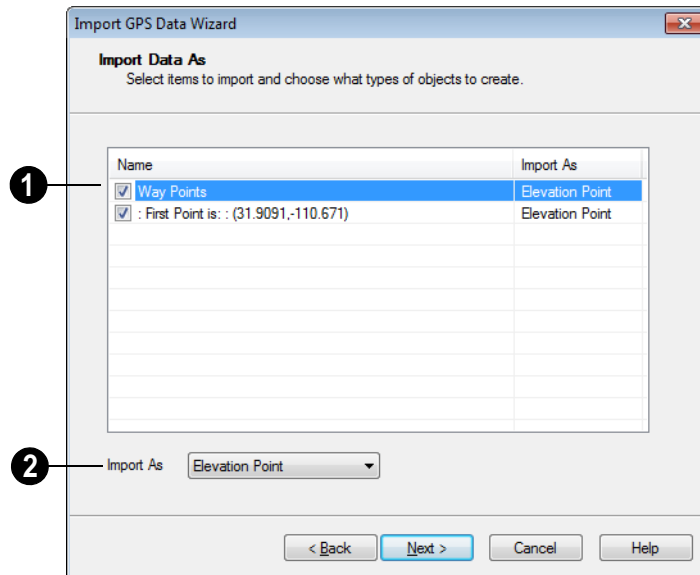 Import GPS Data Wizard
Import Data As
Select items to import and choose what types of objects to create.
Name Import As
1
Way Points Elevation Point
: First Point is: : (31.9091,-110.671) Elevation Point
2 Import As Elevation Point
< Back Next > Cancel Help